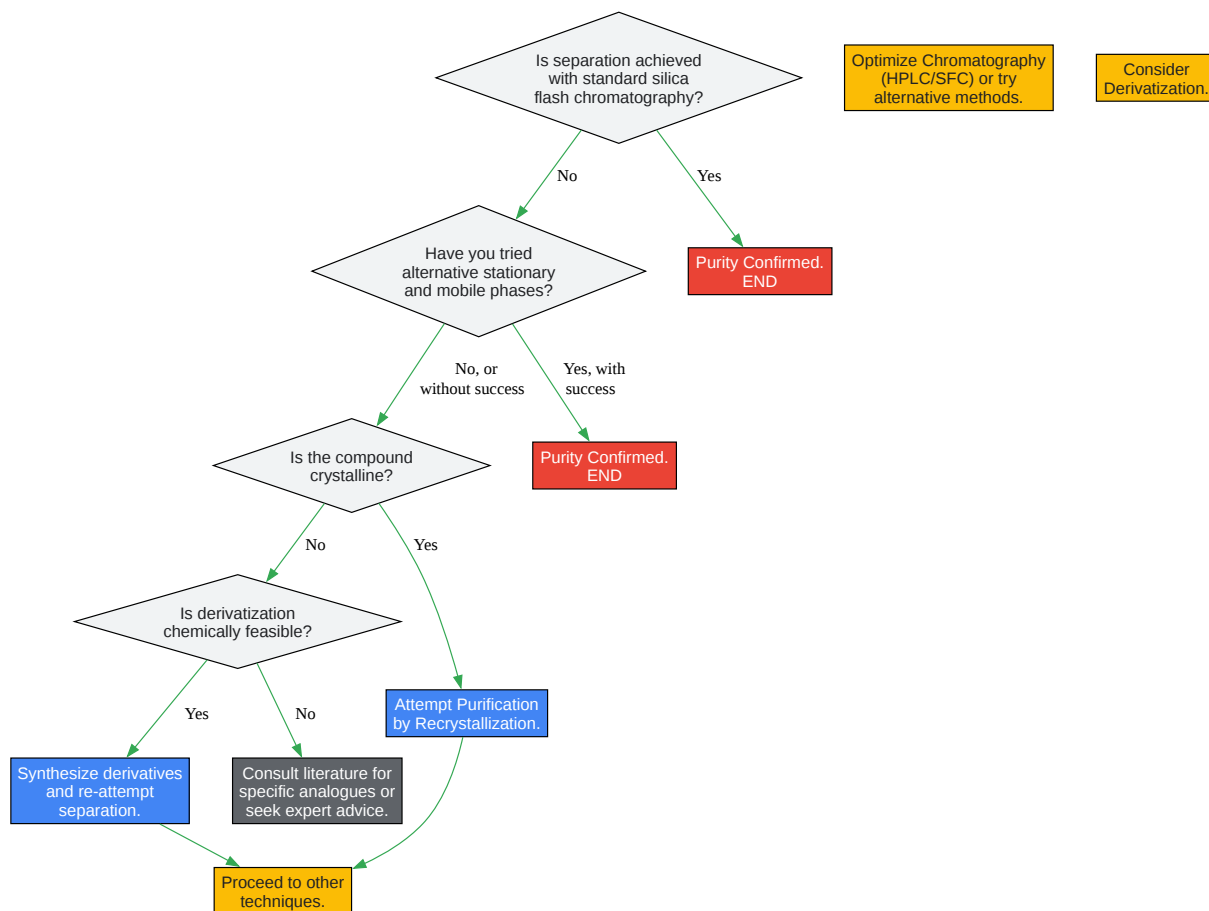 Is separation achieved
with standard silica
flash chromatography?
Optimize Chromatography
(HPLC/SFC) or try
alternative methods.
Consider
Derivatization.
No
Yes
Have you tried
alternative stationary
and mobile phases?
Purity Confirmed.
END
No, or
without success
Yes, with
success
Is the compound
crystalline?
Purity Confirmed.
END
No
Yes
Is derivatization
chemically feasible?
Attempt Purification
by Recrystallization.
Yes
No
Synthesize derivatives
and re-attempt
separation.
Consult literature for
specific analogues or
seek expert advice.
Proceed to other
techniques.